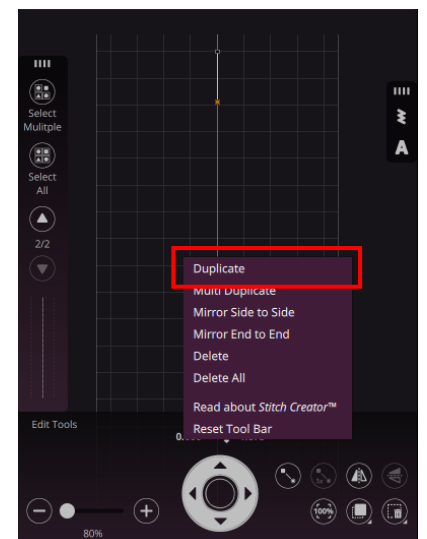 Select
Mulitple
Select
All
2/2
A
Duplicate
Multi Duplicate
Mirror Side to Side
Mirror End to End
Delete
Delete All
Read about Stitch Creator™
Reset Tool Bar
Edit Tools
80%
100%